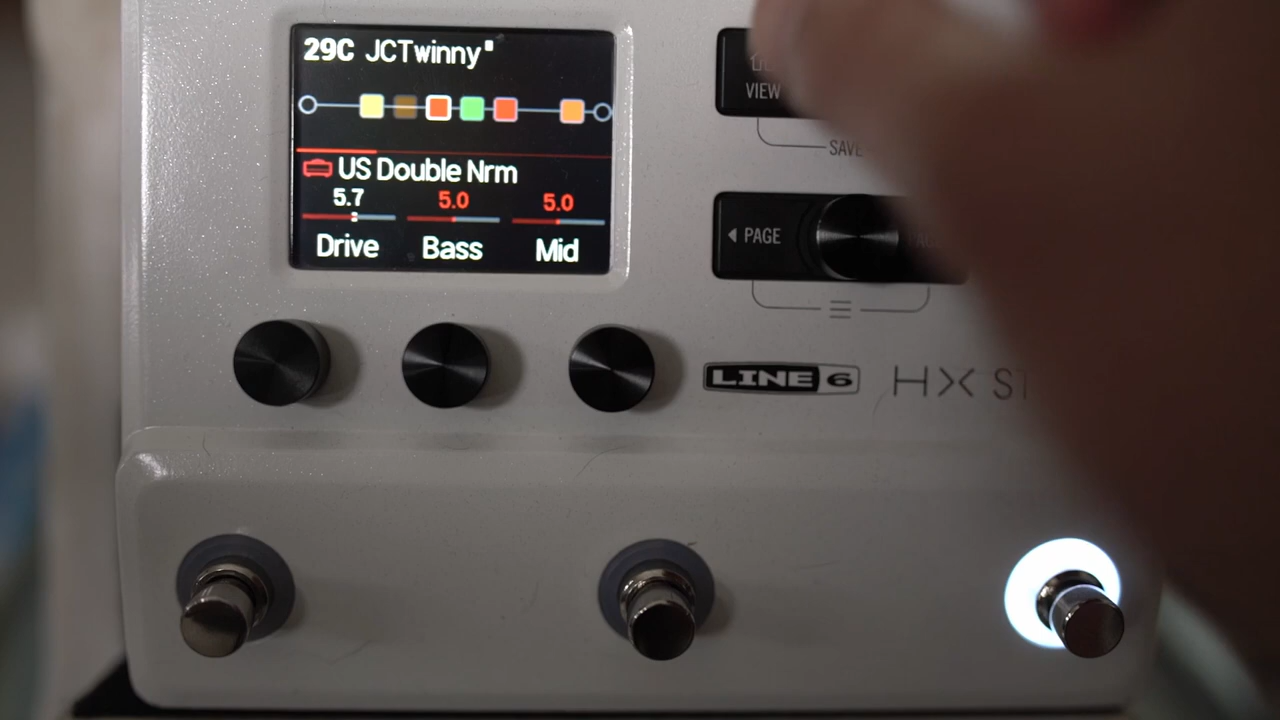 29C JCTwinny
US Double Nrm
5.7 5.0 5.0
Drive Bass Mid
VIEW
SAVE
PAGE
LINE 6 HX